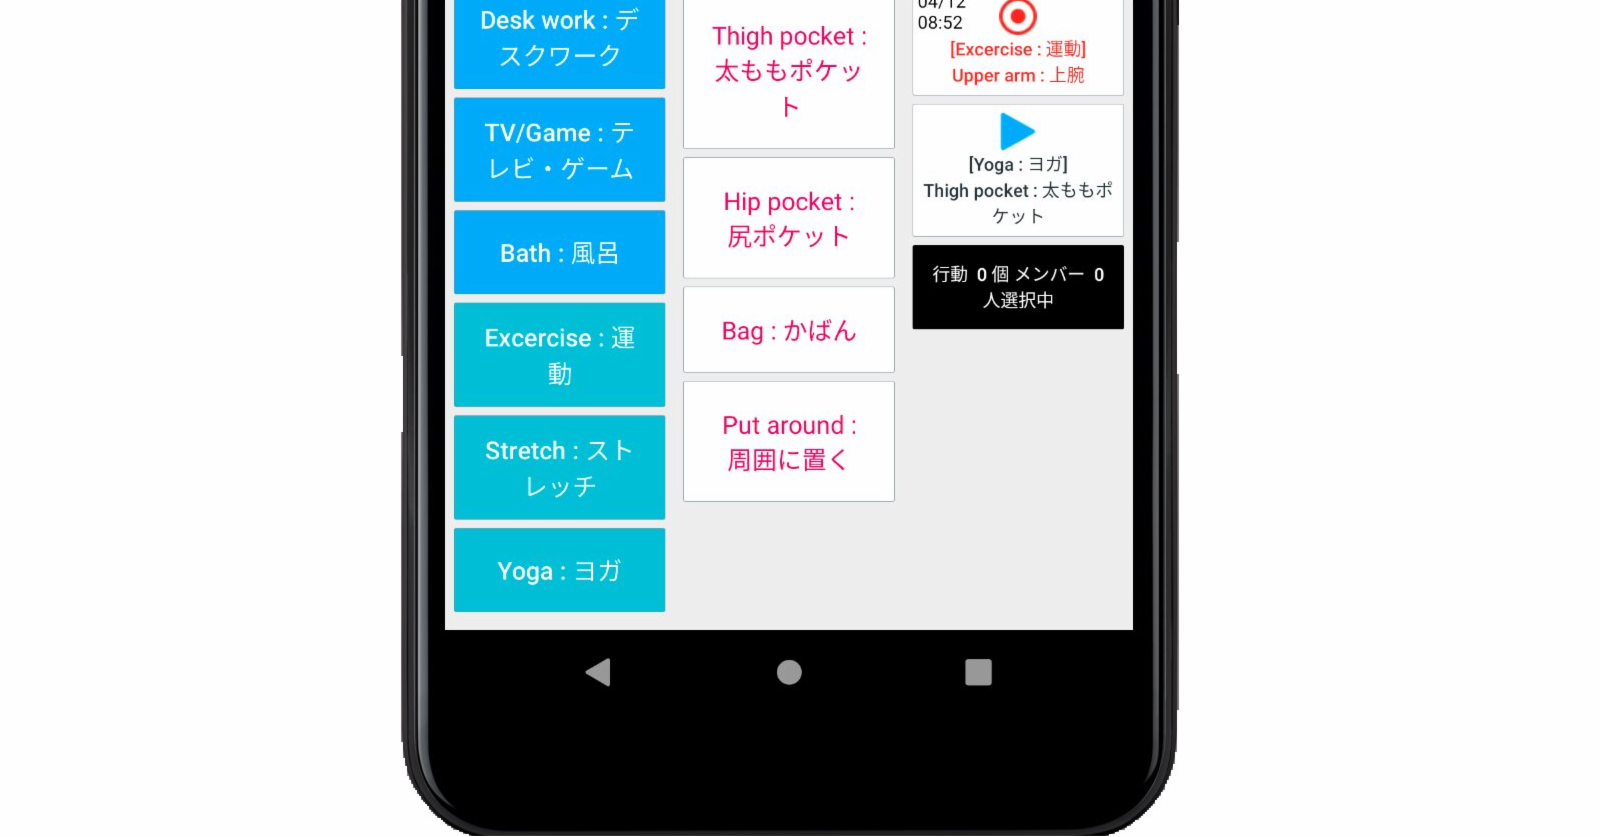 Desk work : デ
スクワーク
TV/Game : テ
レビ・ゲーム
Bath : 風呂
Excercise : 運
動
Stretch : スト
レッチ
Yoga : ヨガ
Thigh pocket :
太ももポケッ
ト
Hip pocket :
尻ポケット
Bag : かばん
Put around :
周囲に置く
04/12
08:52
[Excercise : 運動]
Upper arm : 上腕
[Yoga : ヨガ]
Thigh pocket : 太ももポ
ケット
行動 0 個 メンバー 0
人選択中